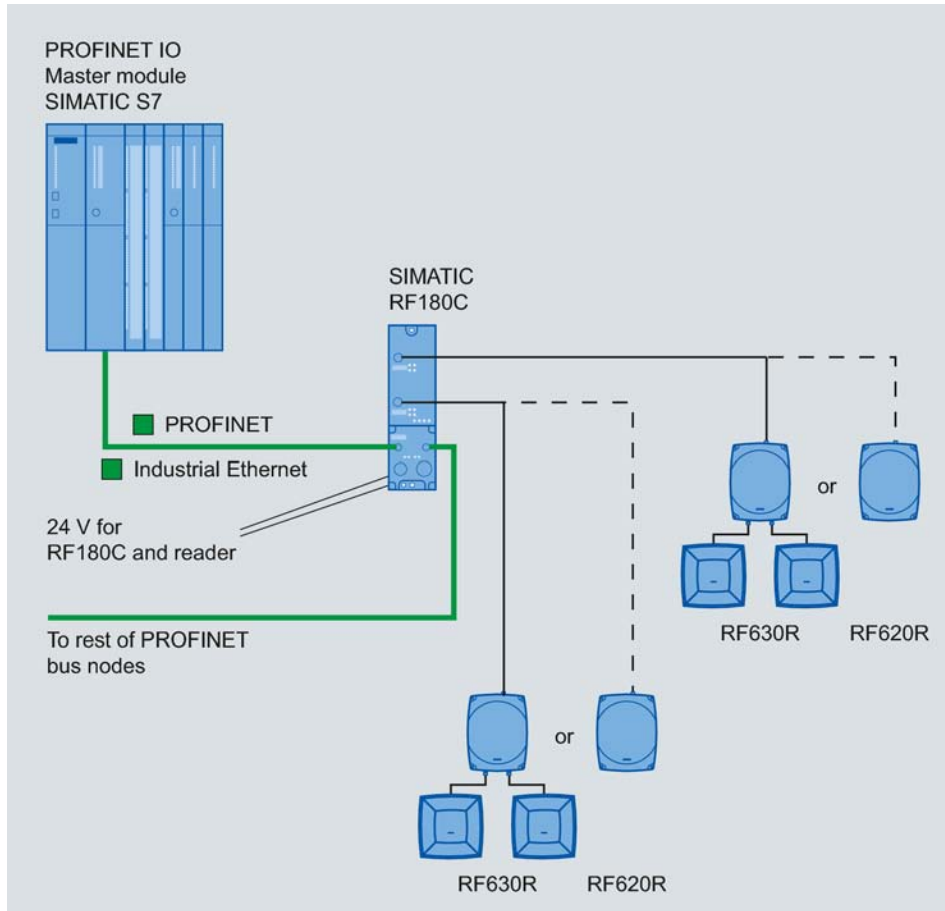 PROFINET IO
Master module
SIMATIC S7
SIMATIC
RF180C
PROFINET
Industrial Ethernet
24 V for
RF180C and reader
To rest of PROFINET
bus nodes
or
RF630R
RF620R
or
RF630R
RF620R